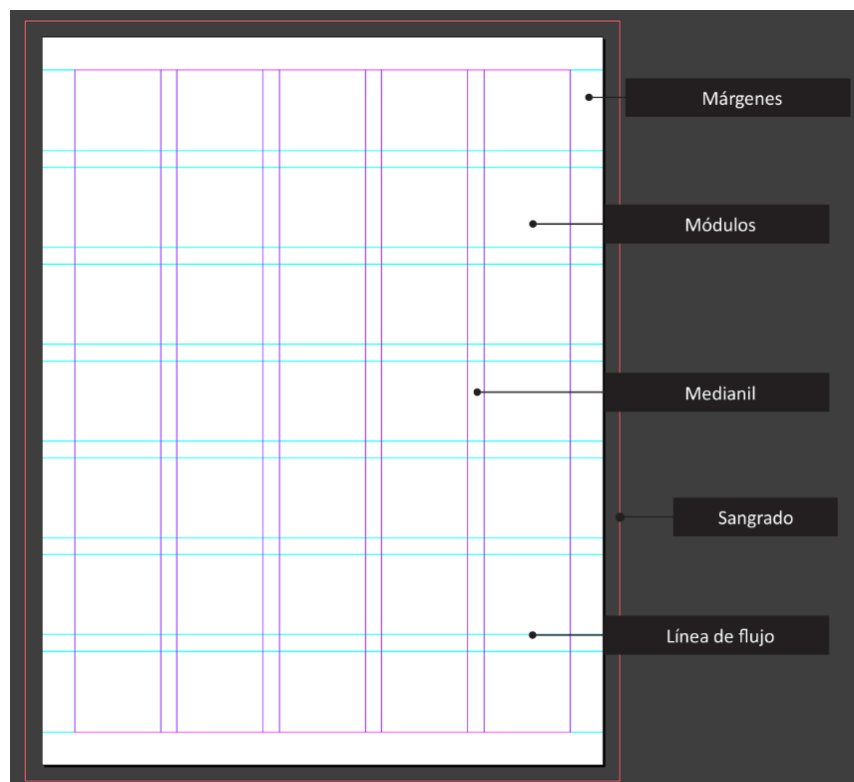 Márgenes
Módulos
Medianil
Sangrado
Línea de flujo